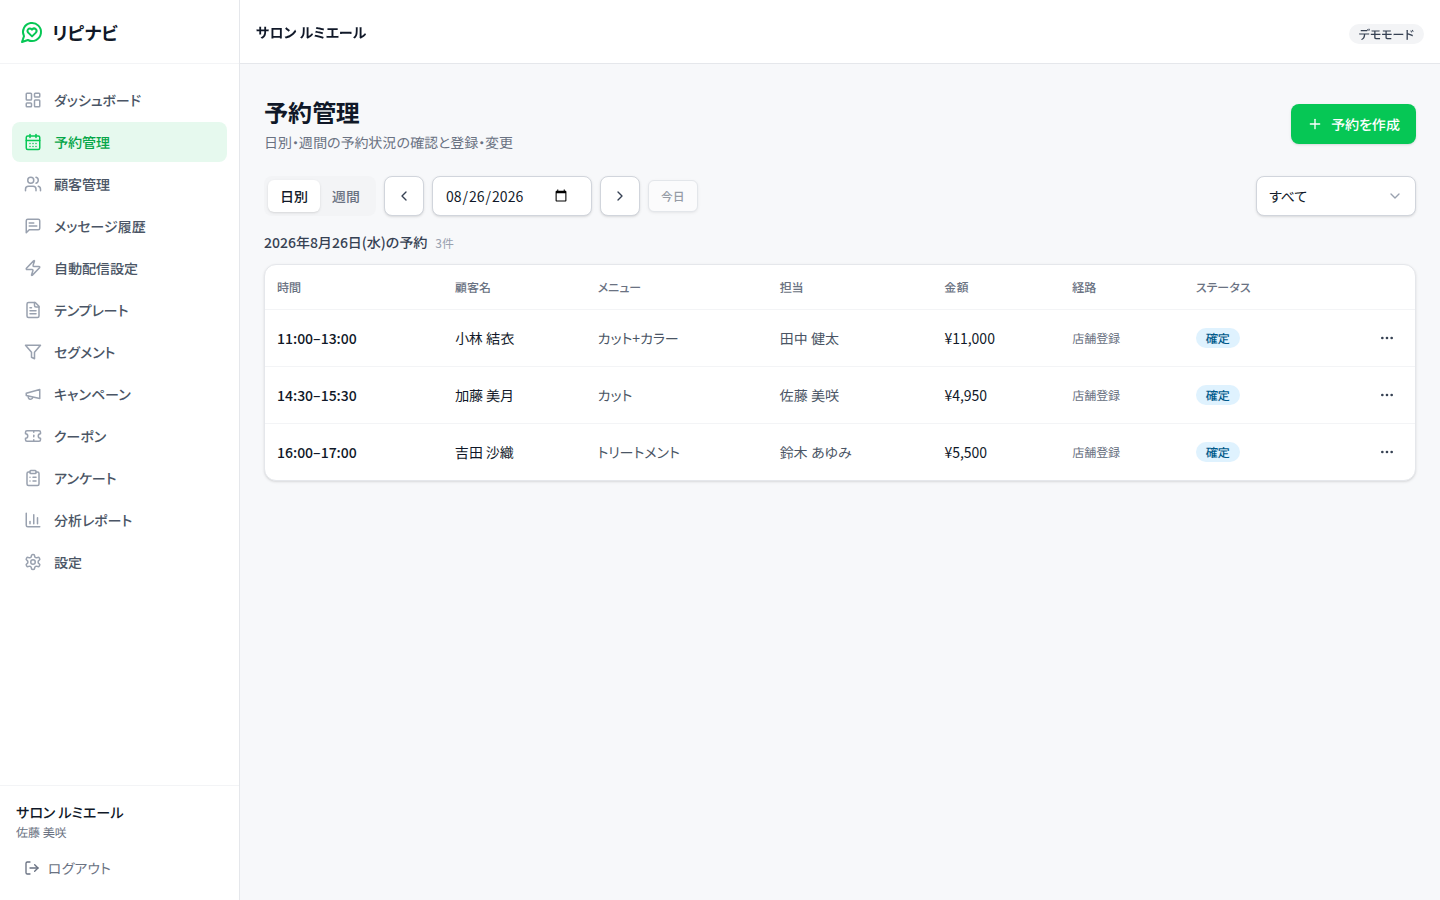 リピナビ
ダッシュボード
予約管理
顧客管理
メッセージ履歴
自動配信設定
テンプレート
セグメント
キャンペーン
クーポン
アンケート
分析レポート
設定
サロン ルミエール
佐藤 美咲
ログアウト
サロン ルミエール
デモモード
予約管理
日別・週間の予約状況の確認と登録・変更
予約を作成
日別 週間 08/26/2026 今日 すべて
2026年8月26日(水)の予約 3件
時間 顧客名 メニュー 担当 金額 経路 ステータス
11:00–13:00 小林 結衣 カット+カラー 田中 健太 ¥11,000 店舗登録 確定
14:30–15:30 加藤 美月 カット 佐藤 美咲 ¥4,950 店舗登録 確定
16:00–17:00 吉田 沙織 トリートメント 鈴木 あゆみ ¥5,500 店舗登録 確定